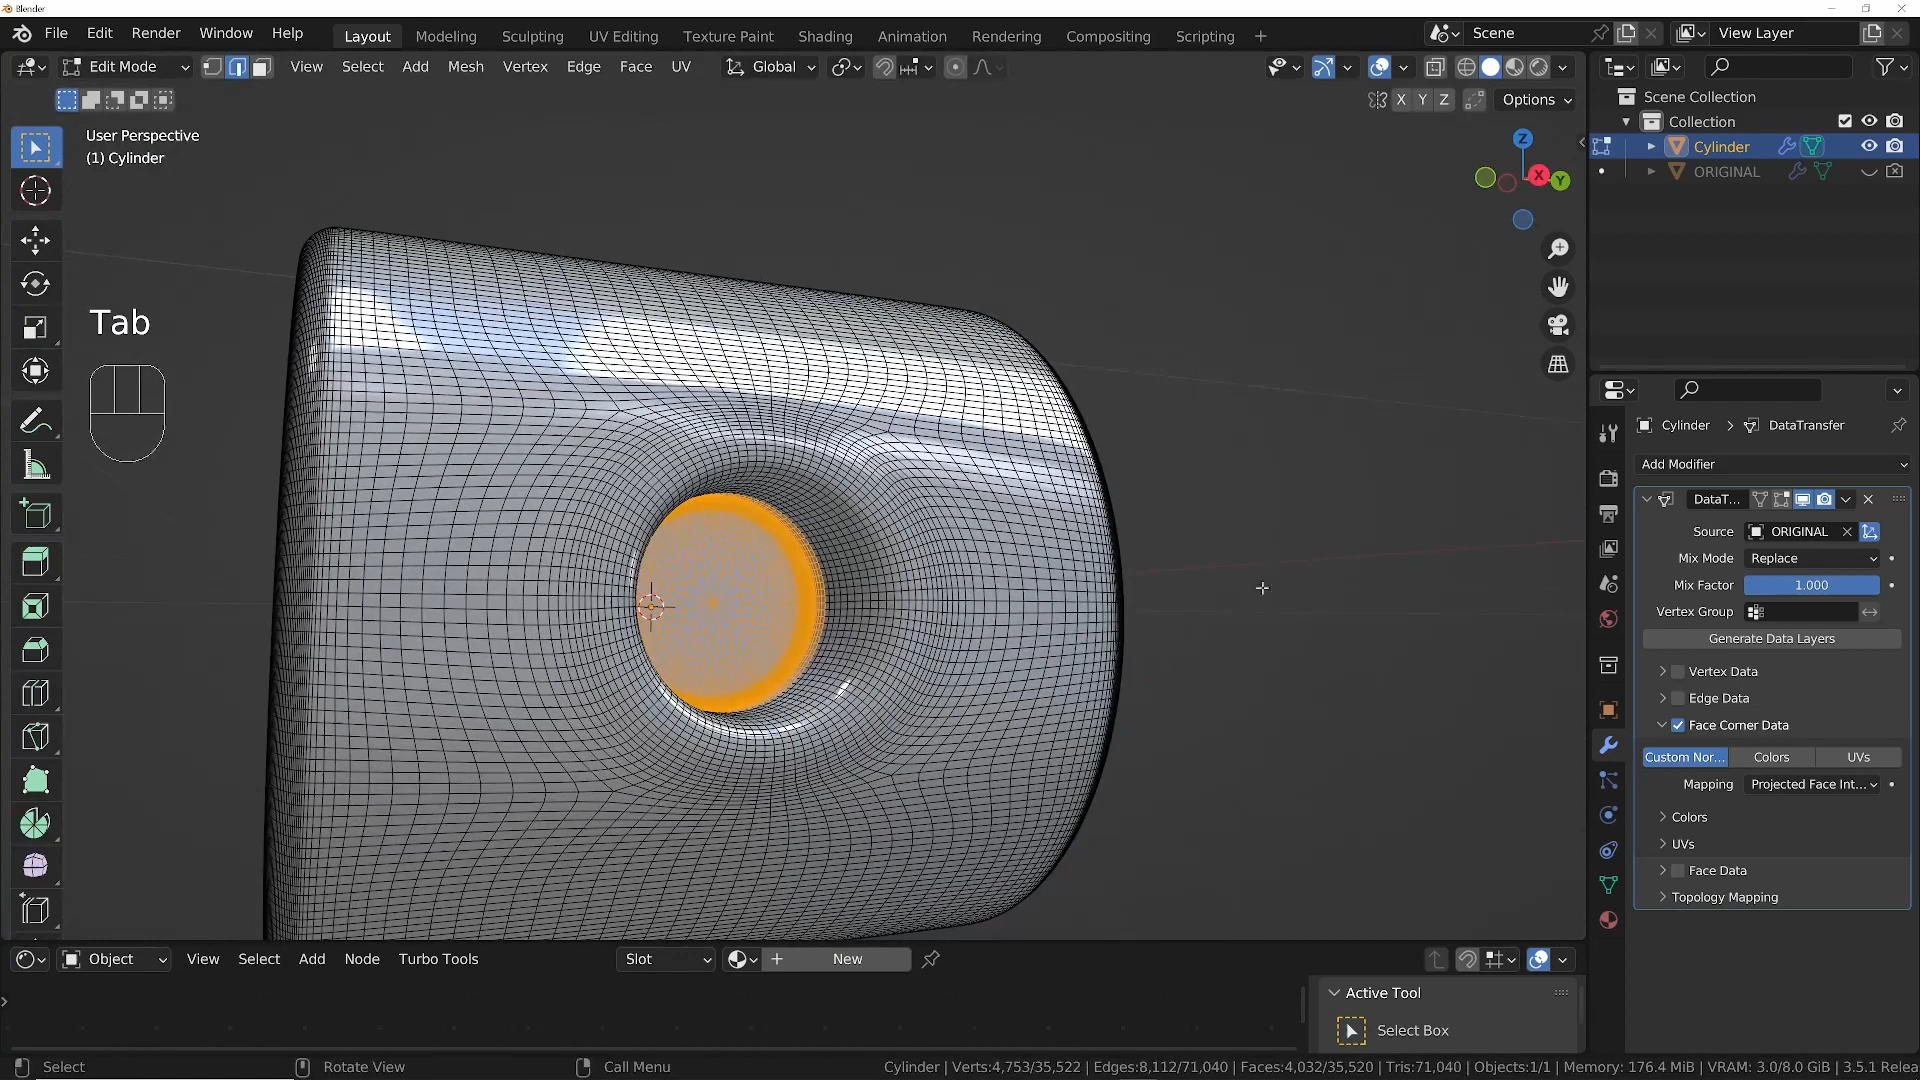 Blender
File Edit Render Window Help Layout Modeling Sculpting UV Editing Texture Paint Shading Animation Rendering Compositing Scripting + Scene View Layer
Edit Mode View Select Add Mesh Vertex Edge Face UV Global
X Y Z Options
Scene Collection
Collection
Cylinder
ORIGINAL
User Perspective
(1) Cylinder
Z
X Y
Tab
Cylinder > DataTransfer
Add Modifier
DataT...
Source ORIGINAL
Mix Mode Replace
Mix Factor 1.000
Vertex Group
Generate Data Layers
Vertex Data
Edge Data
Face Corner Data
Custom Nor... Colors UVs
Mapping Projected Face Int...
Colors
UVs
Face Data
Topology Mapping
Object View Select Add Node Turbo Tools Slot + New
Active Tool
Select Box
Select Rotate View Call Menu Cylinder | Verts:4,753/35,522 | Edges:8,112/71,040 | Faces:4,032/35,520 | Tris:71,040 | Objects:1/1 | Memory: 176.4 MiB | VRAM: 3.0/8.0 GiB | 3.5.1 Relea